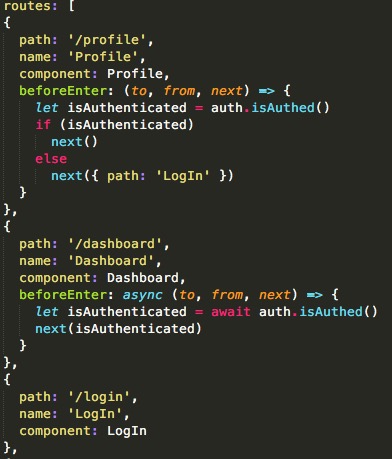 routes: [
{
path: '/profile',
name: 'Profile',
component: Profile,
beforeEnter: (to, from, next) => {
let isAuthenticated = auth.isAuthed()
if (isAuthenticated)
next()
else
next({ path: 'LogIn' })
}
},
{
path: '/dashboard',
name: 'Dashboard',
component: Dashboard,
beforeEnter: async (to, from, next) => {
let isAuthenticated = await auth.isAuthed()
next(isAuthenticated)
}
},
{
path: '/login',
name: 'LogIn',
component: LogIn
},